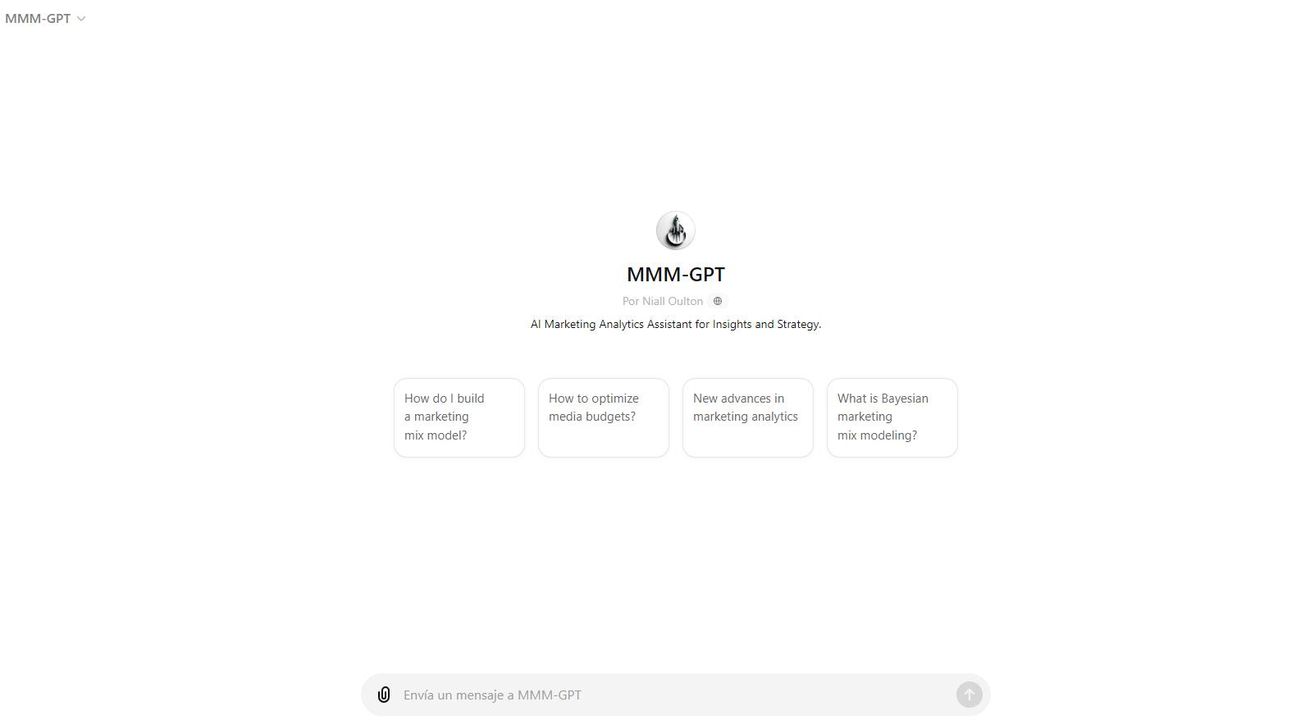 MMM-GPT
MMM-GPT
Por Niall Oulton
AI Marketing Analytics Assistant for Insights and Strategy.
How do I build
a marketing
mix model?
How to optimize
media budgets?
New advances in
marketing analytics
What is Bayesian
marketing
mix modeling?
Envía un mensaje a MMM-GPT